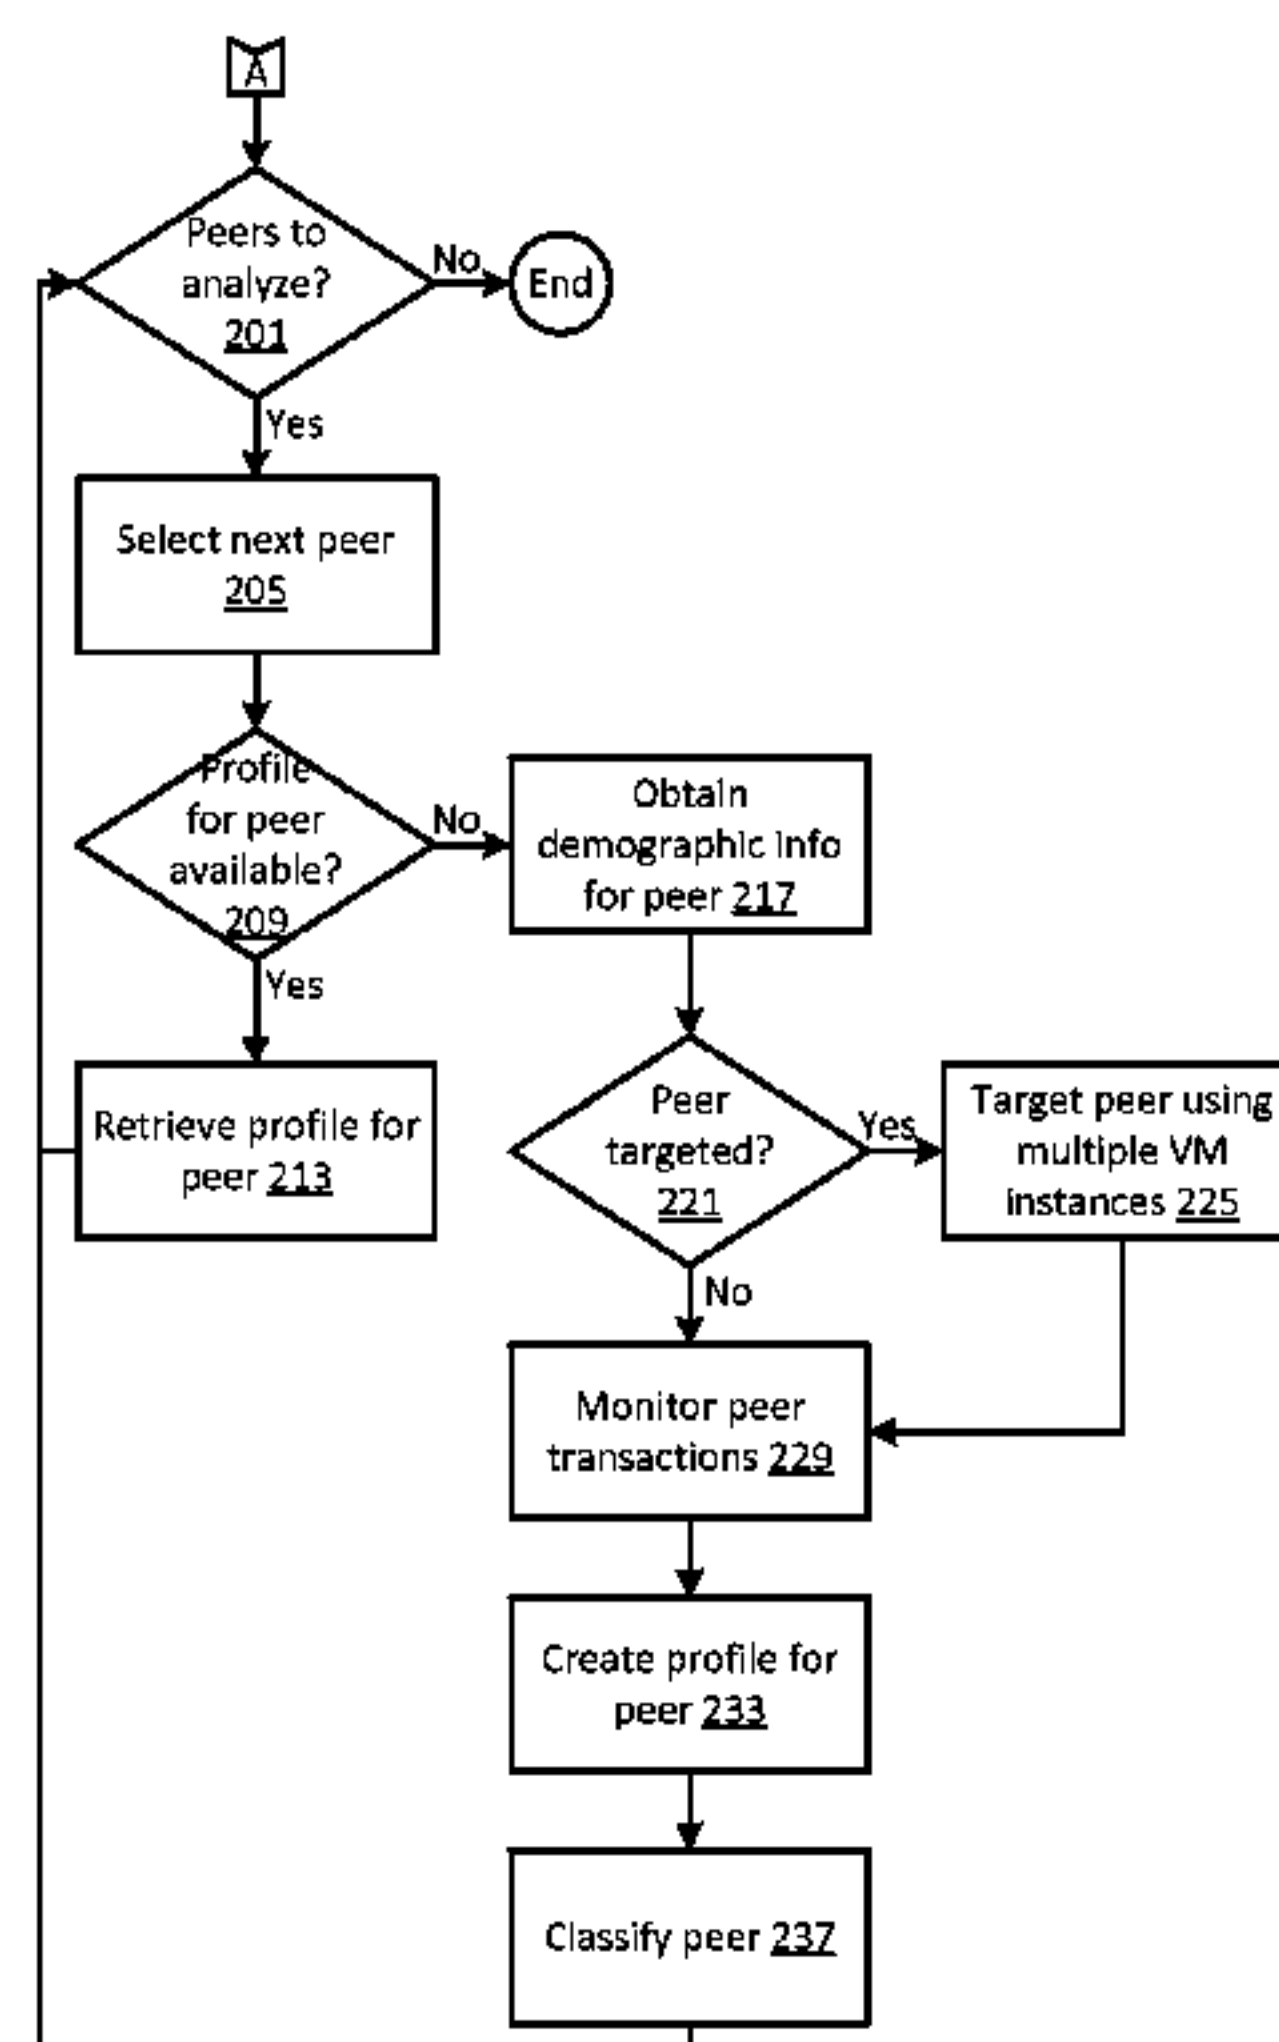 A
Peers to
analyze?
201
No
End
Yes
Select next peer
205
Profile
for peer
available?
209
No
Obtain
demographic info
for peer 217
Yes
Retrieve profile for
peer 213
Peer
targeted?
221
Yes
Target peer using
multiple VM
instances 225
No
Monitor peer
transactions 229
Create profile for
peer 233
Classify peer 237